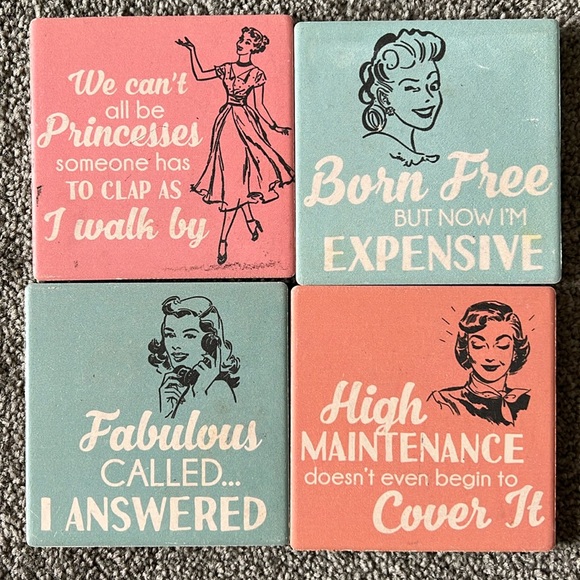 We can't
all be
Princesses
someone has
TO CLAP AS
I walk by
Born Free
BUT NOW I'M
EXPENSIVE
Fabulous
CALLED...
I ANSWERED
High
MAINTENANCE
doesn't even begin to
Cover It